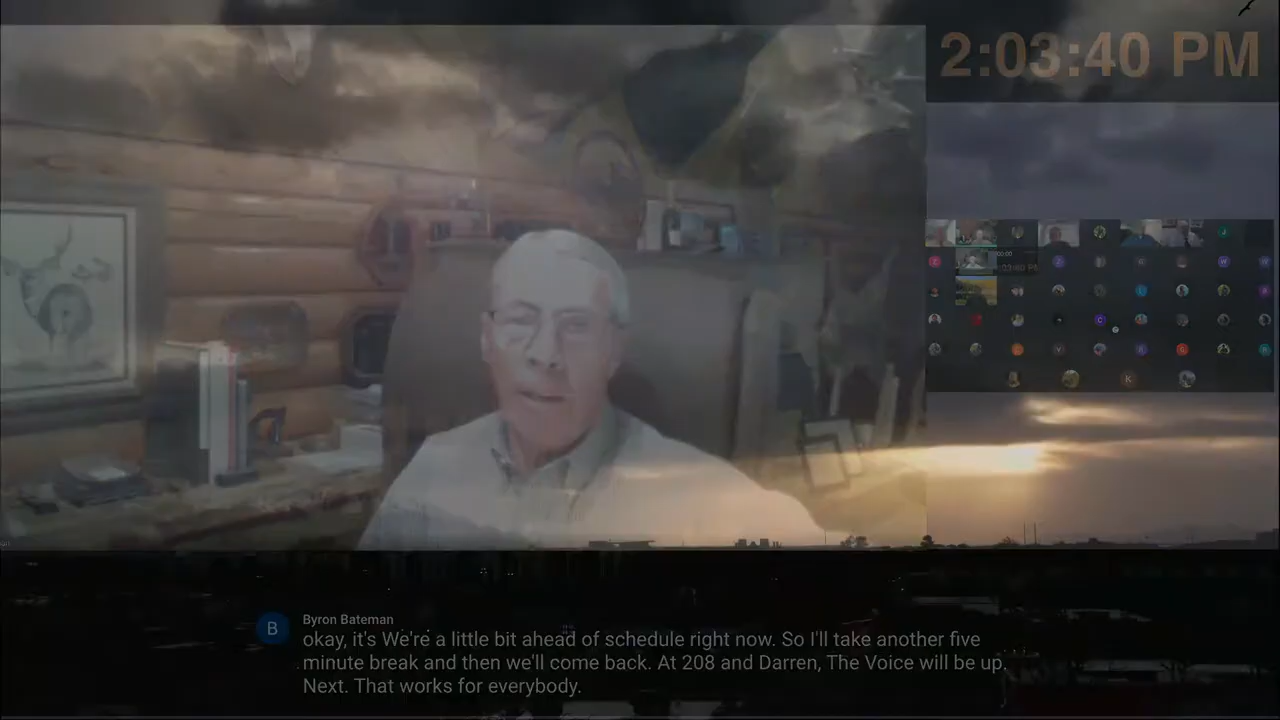 2:03:40 PM
B
Byron Bateman
okay, it's We're a little bit ahead of schedule right now. So I'll take another five
minute break and then we'll come back. At 208 and Darren, The Voice will be up.
Next. That works for everybody.